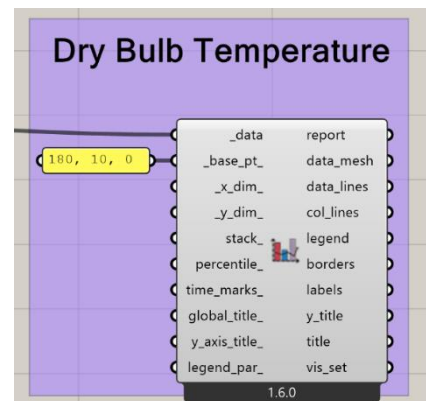 Dry Bulb Temperature
180, 10, 0
_data report
_base_pt_ data_mesh
_x_dim_ data_lines
_y_dim_ col_lines
stack_ legend
percentile_ borders
time_marks_ labels
global_title_ y_title
y_axis_title_ title
legend_par_ vis_set
1.6.0